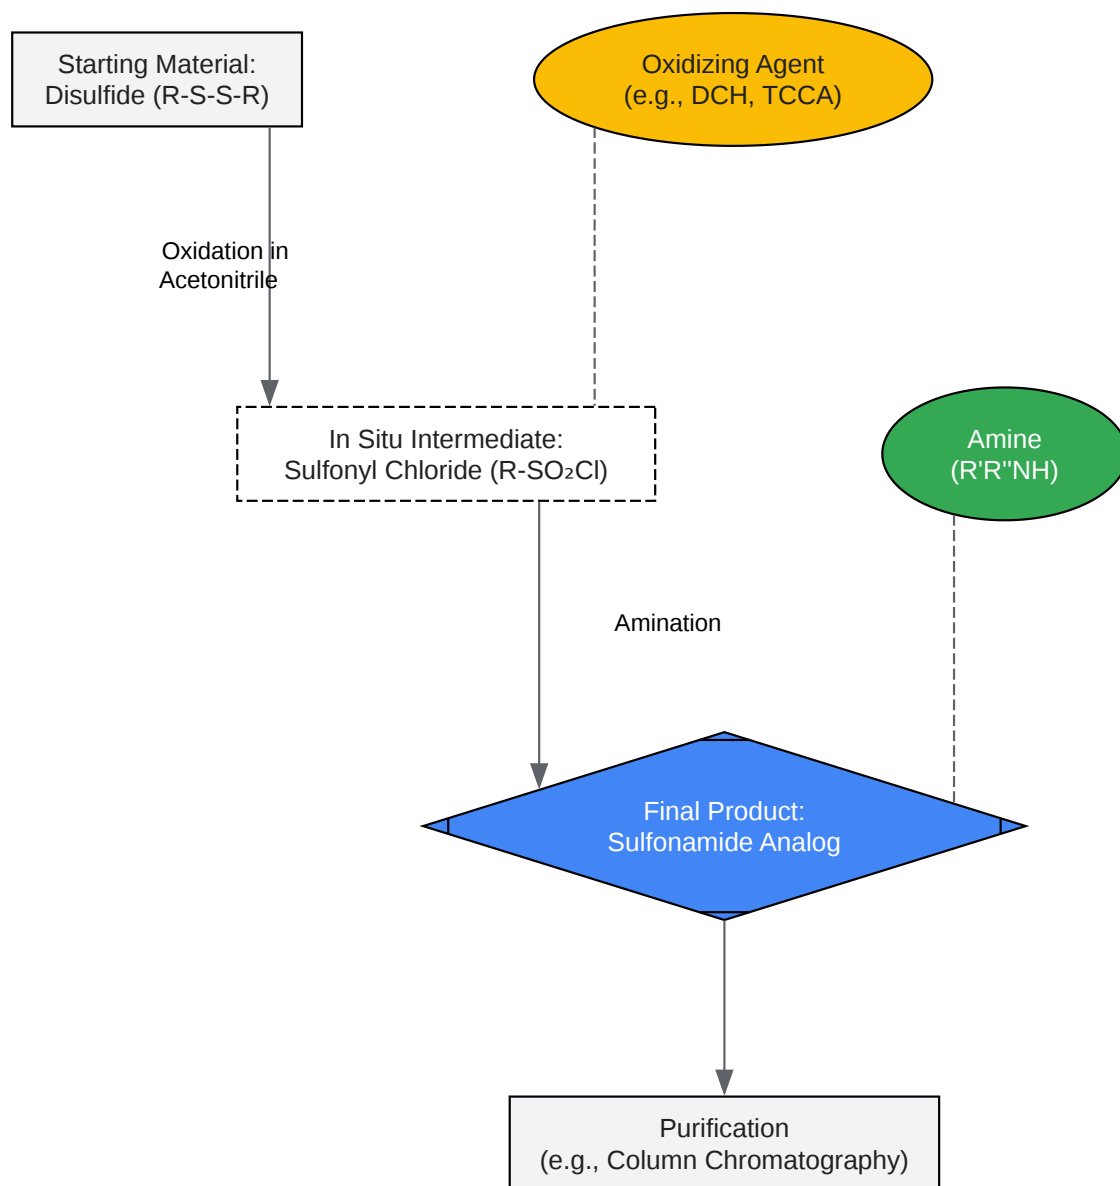 Starting Material:
Disulfide (R-S-S-R)
Oxidizing Agent
(e.g., DCH, TCCA)
Oxidation in
Acetonitrile
In Situ Intermediate:
Sulfonyl Chloride (R-SO₂Cl)
Amine
(R'R''NH)
Amination
Final Product:
Sulfonamide Analog
Purification
(e.g., Column Chromatography)